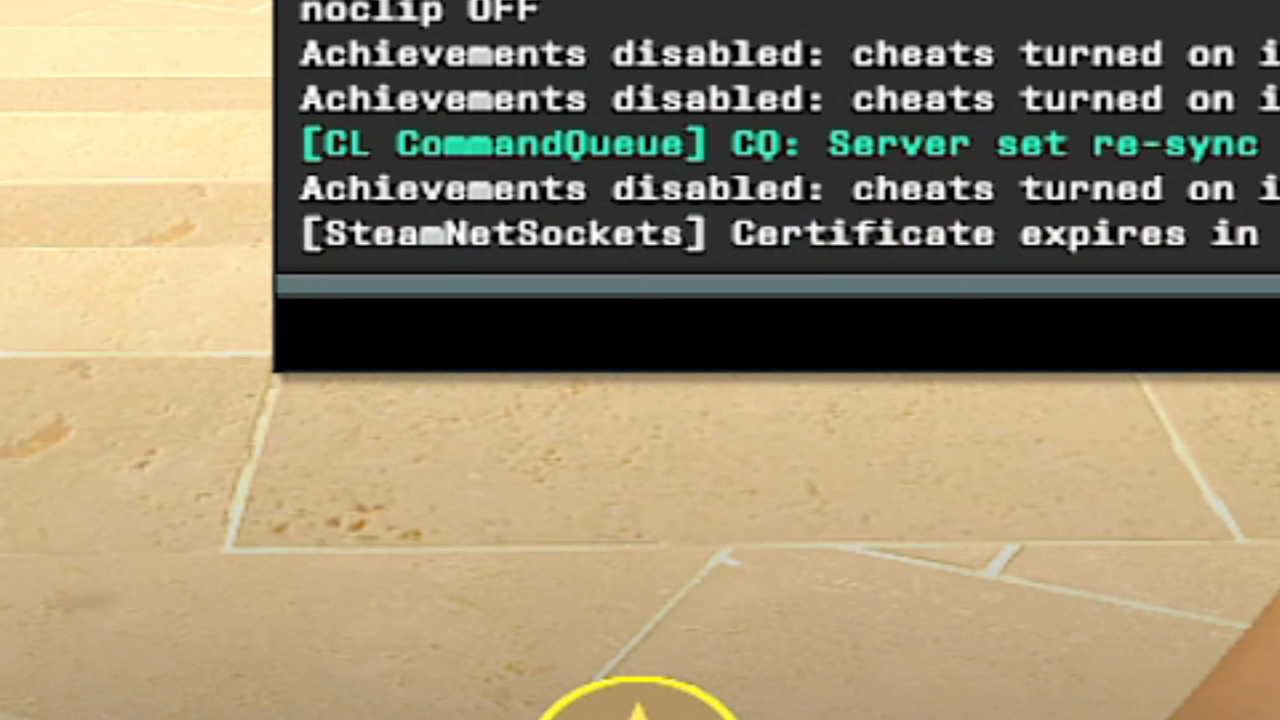 noclip OFF
Achievements disabled: cheats turned on i
Achievements disabled: cheats turned on i
[CL CommandQueue] CQ: Server set re-sync
Achievements disabled: cheats turned on i
[SteamNetSockets] Certificate expires in